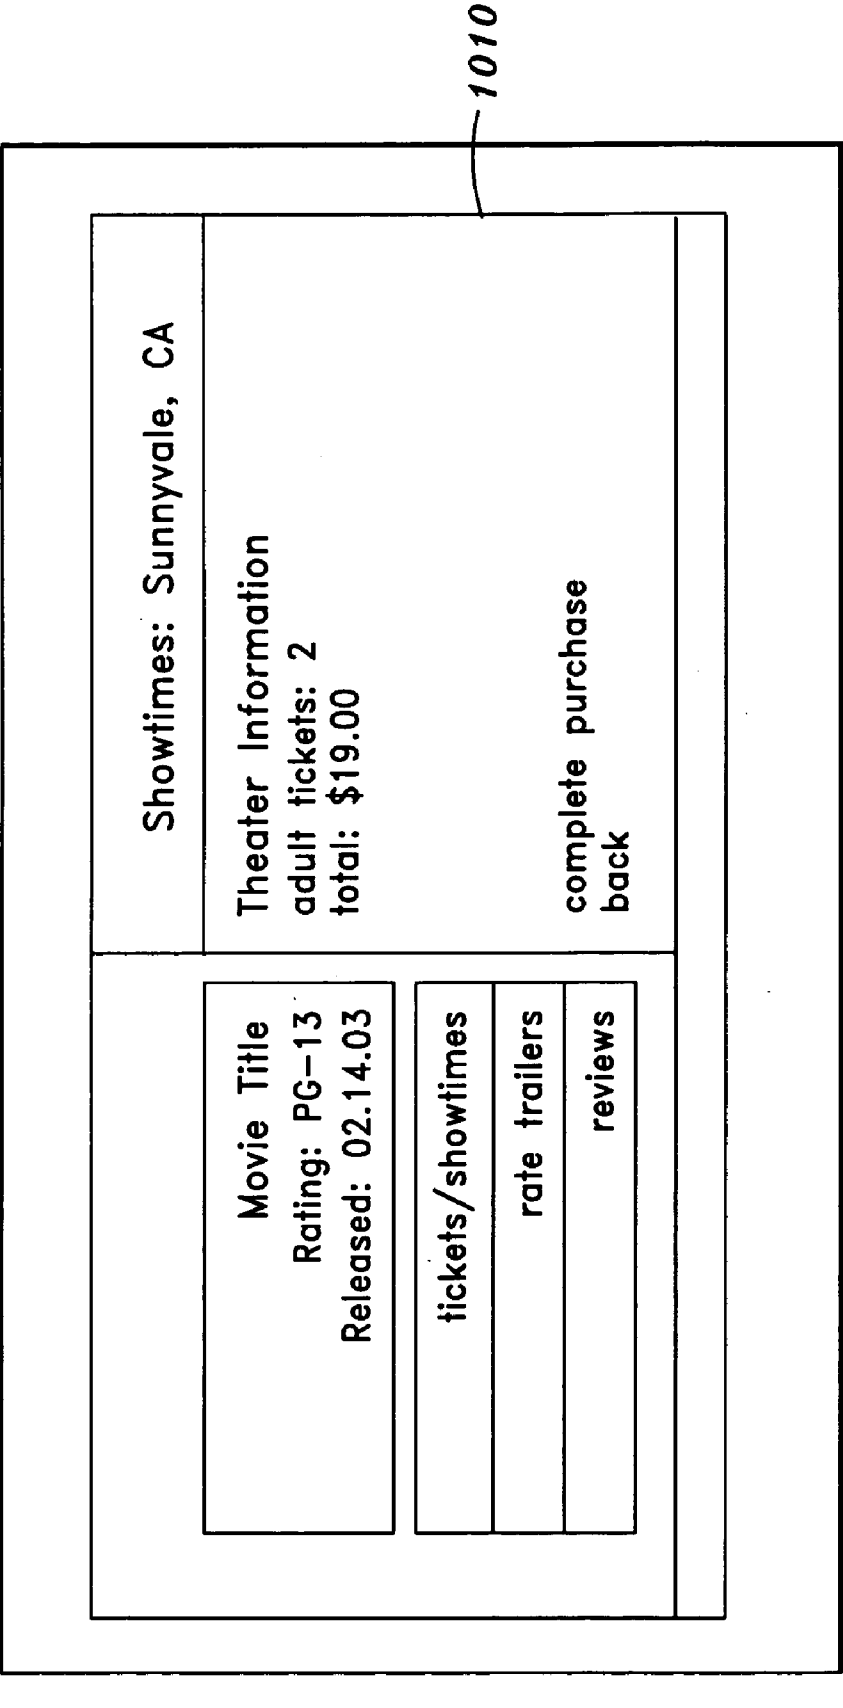 Showtimes: Sunnyvale, CA
Movie Title
Rating: PG-13
Released: 02.14.03
tickets/showtimes
rate trailers
reviews
Theater Information
adult tickets: 2
total: $19.00
complete purchase
back
1010